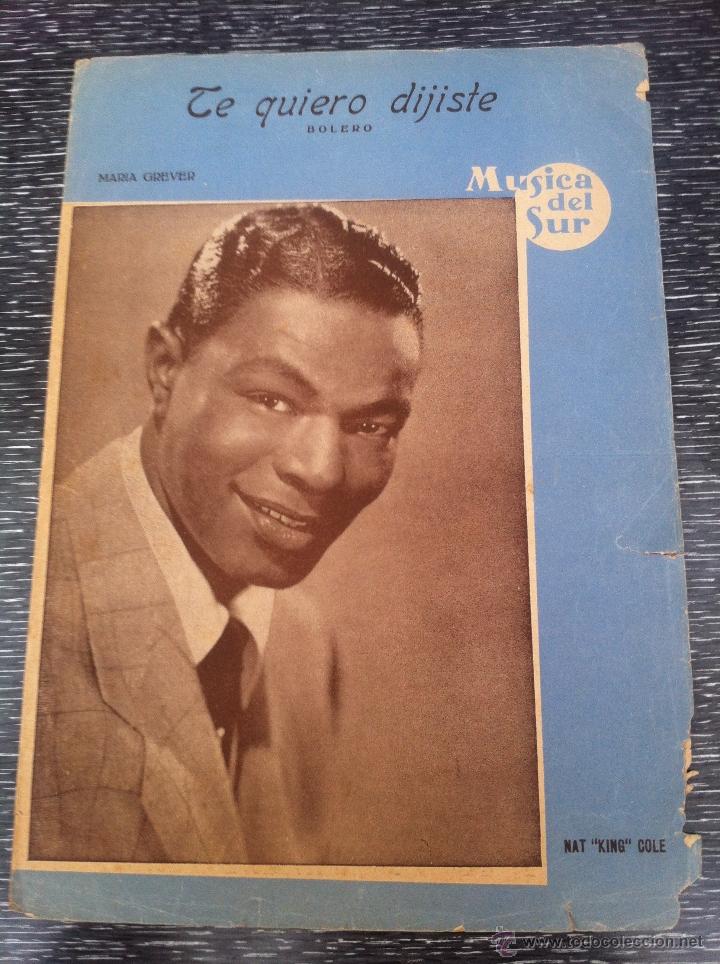 Te quiero dijiste
BOLERO
MARIA GREVER
Musica
del
Sur
NAT "KING" COLE
© www.todocoleccion.net